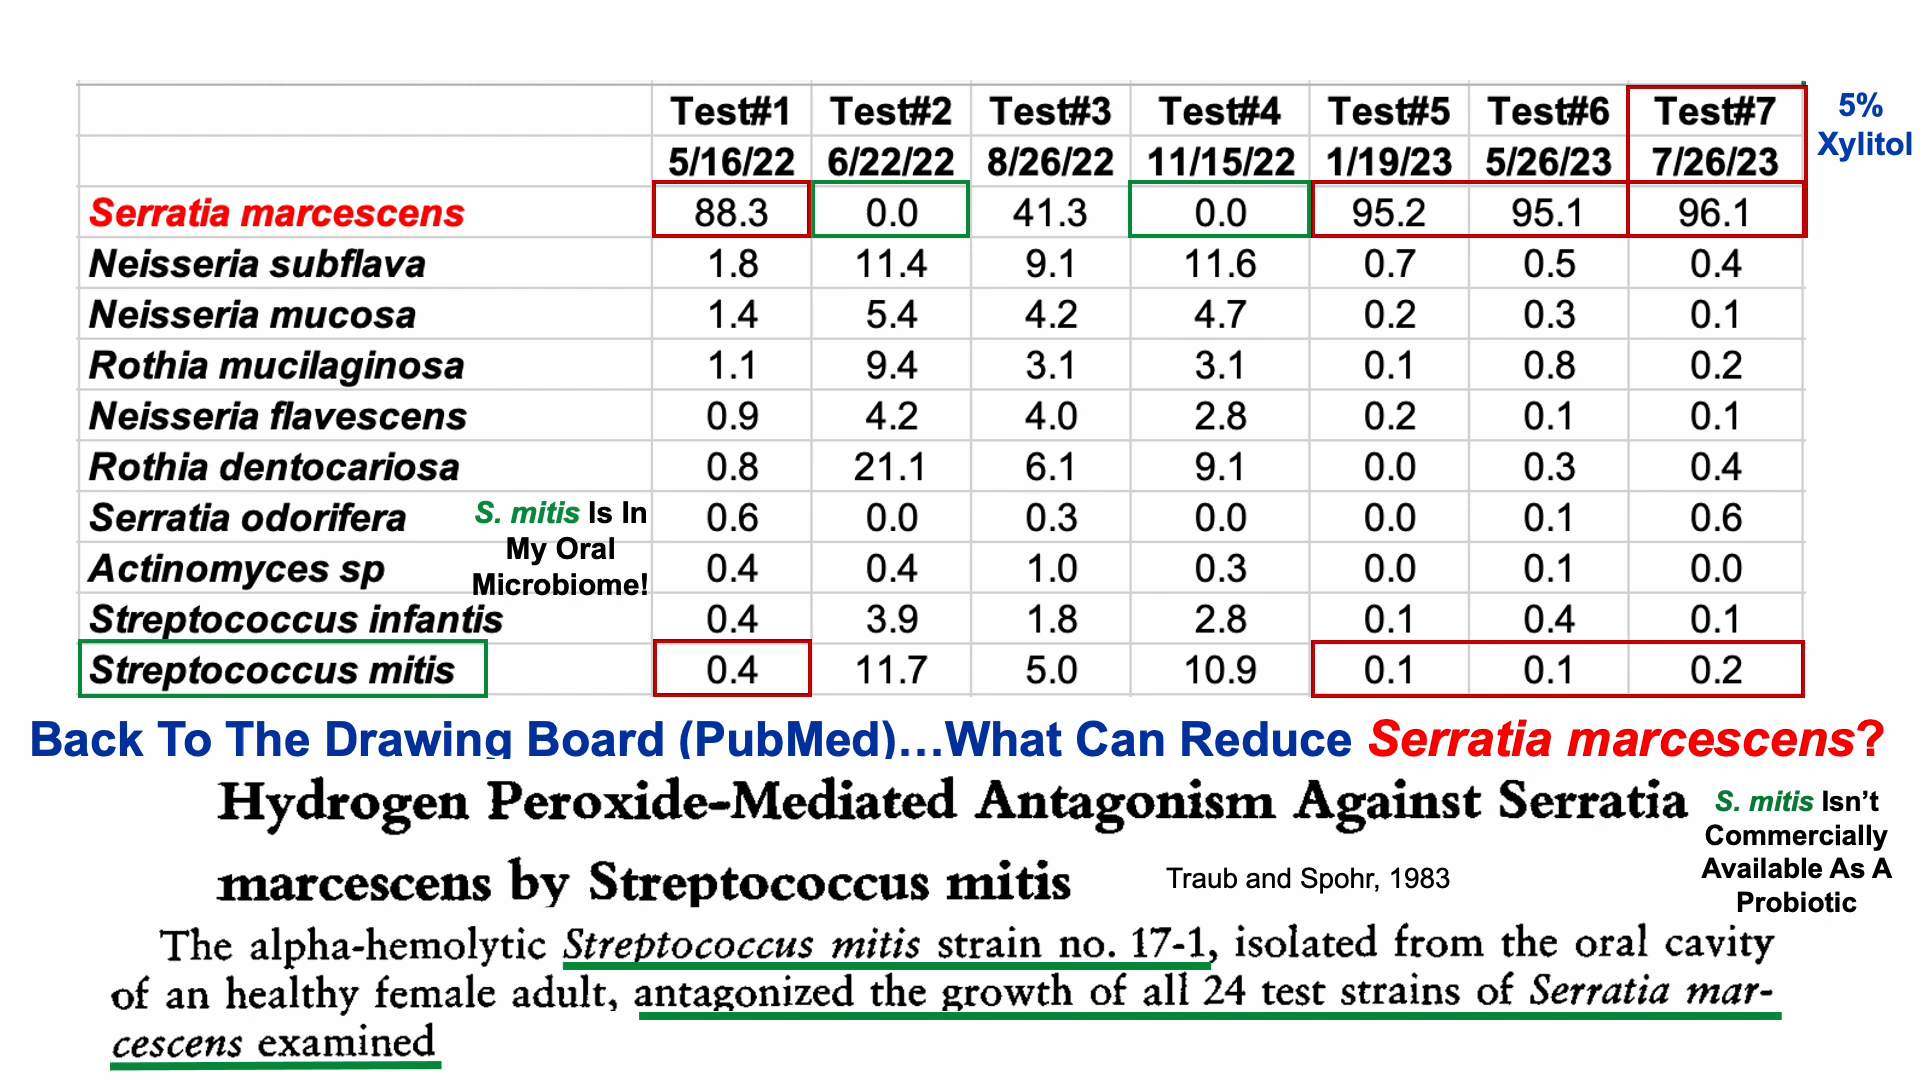 Test#1 Test#2 Test#3 Test#4 Test#5 Test#6 Test#7
5/16/22 6/22/22 8/26/22 11/15/22 1/19/23 5/26/23 7/26/23
5%
Xylitol
Serratia marcescens 88.3 0.0 41.3 0.0 95.2 95.1 96.1
Neisseria subflava 1.8 11.4 9.1 11.6 0.7 0.5 0.4
Neisseria mucosa 1.4 5.4 4.2 4.7 0.2 0.3 0.1
Rothia mucilaginosa 1.1 9.4 3.1 3.1 0.1 0.8 0.2
Neisseria flavescens 0.9 4.2 4.0 2.8 0.2 0.1 0.1
Rothia dentocariosa 0.8 21.1 6.1 9.1 0.0 0.3 0.4
Serratia odorifera 0.6 0.0 0.3 0.0 0.0 0.1 0.6
Actinomyces sp 0.4 0.4 1.0 0.3 0.0 0.1 0.0
Streptococcus infantis 0.4 3.9 1.8 2.8 0.1 0.4 0.1
Streptococcus mitis 0.4 11.7 5.0 10.9 0.1 0.1 0.2
S. mitis Is In
My Oral
Microbiome!
Back To The Drawing Board (PubMed)...What Can Reduce Serratia marcescens?
Hydrogen Peroxide-Mediated Antagonism Against Serratia
marcescens by Streptococcus mitis
Traub and Spohr, 1983
S. mitis Isn't
Commercially
Available As A
Probiotic
The alpha-hemolytic Streptococcus mitis strain no. 17-1, isolated from the oral cavity
of an healthy female adult, antagonized the growth of all 24 test strains of Serratia mar-
cescens examined